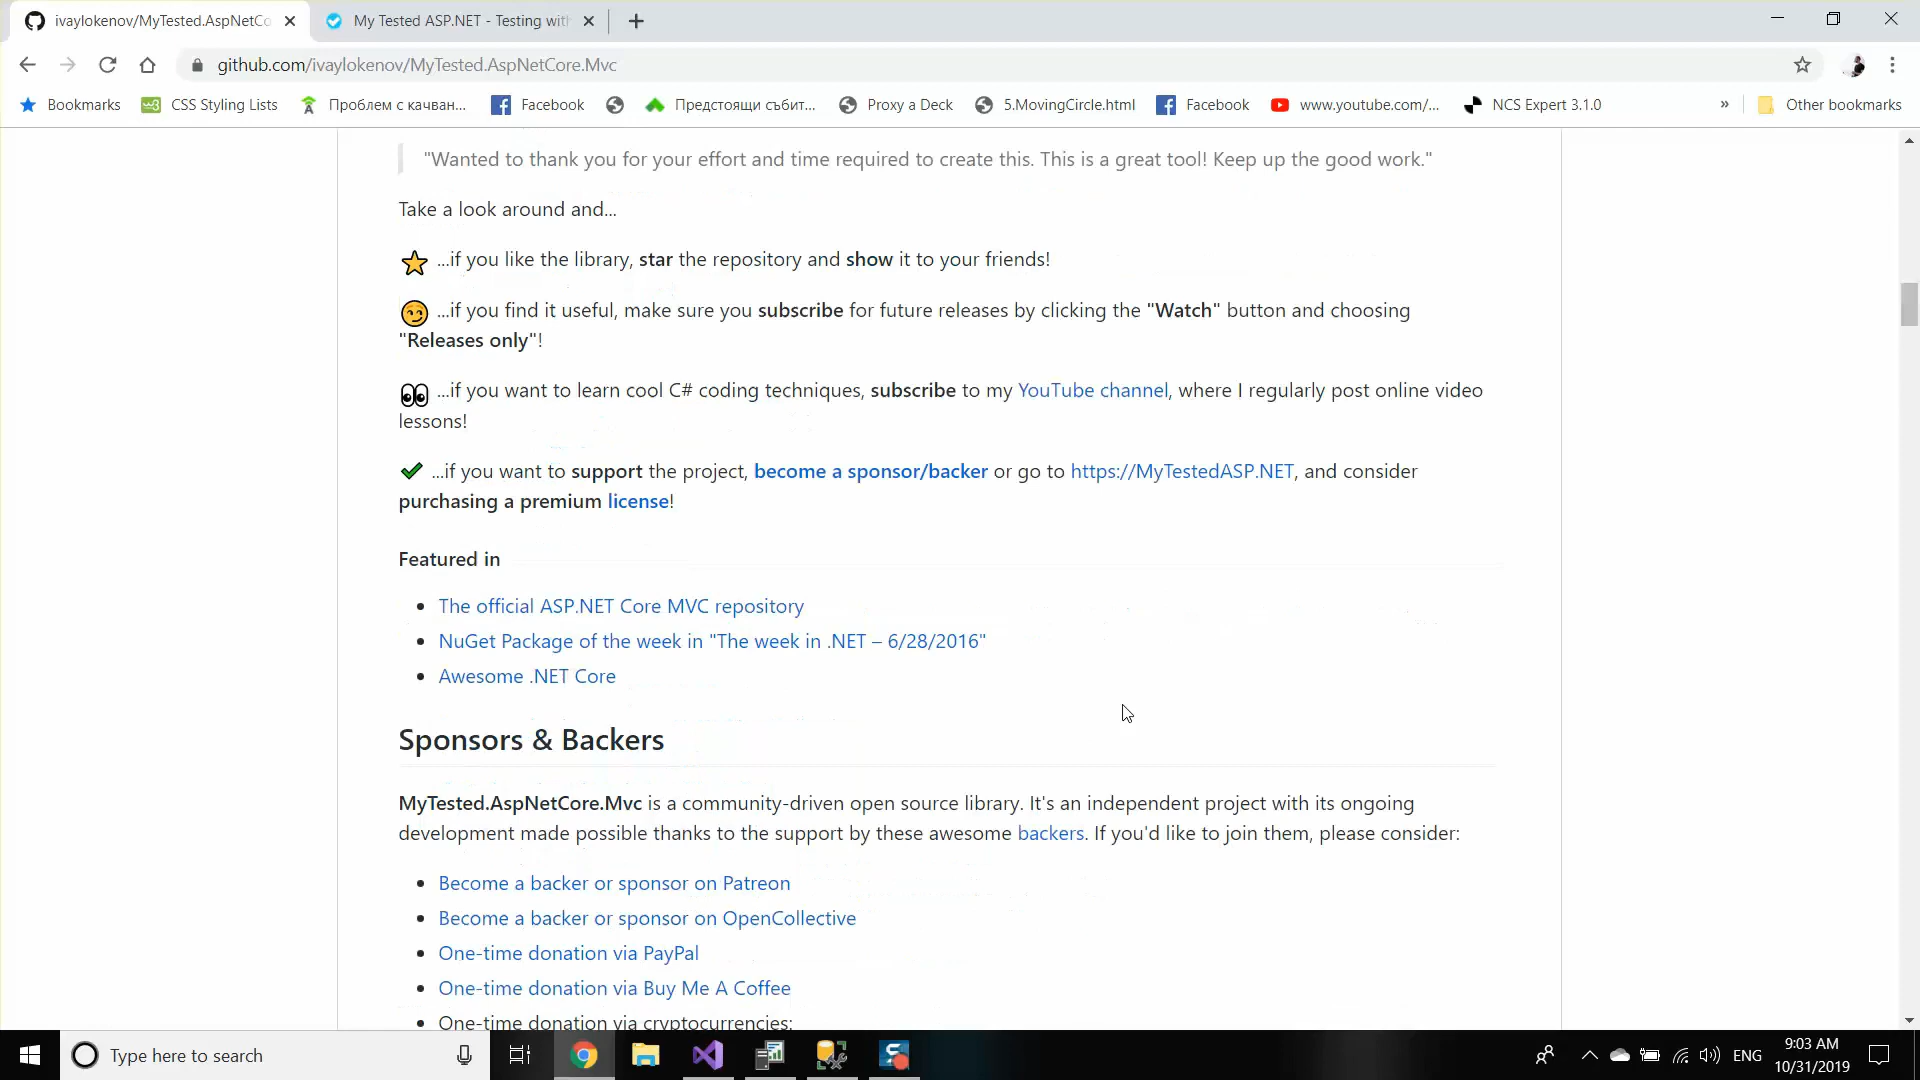 ivaylokenov/MyTested.AspNetCo
My Tested ASP.NET - Testing with
github.com/ivaylokenov/MyTested.AspNetCore.Mvc
Bookmarks
CSS Styling Lists
Проблем с качван...
Facebook
Предстоящи събит...
Proxy a Deck
5.MovingCircle.html
Facebook
www.youtube.com/...
NCS Expert 3.1.0
»
Other bookmarks
"Wanted to thank you for your effort and time required to create this. This is a great tool! Keep up the good work."
Take a look around and...
...if you like the library, star the repository and show it to your friends!
...if you find it useful, make sure you subscribe for future releases by clicking the "Watch" button and choosing
"Releases only"!
...if you want to learn cool C# coding techniques, subscribe to my YouTube channel, where I regularly post online video
lessons!
...if you want to support the project, become a sponsor/backer or go to https://MyTestedASP.NET, and consider
purchasing a premium license!
Featured in
The official ASP.NET Core MVC repository
NuGet Package of the week in "The week in .NET – 6/28/2016"
Awesome .NET Core
Sponsors & Backers
MyTested.AspNetCore.Mvc is a community-driven open source library. It's an independent project with its ongoing
development made possible thanks to the support by these awesome backers. If you'd like to join them, please consider:
Become a backer or sponsor on Patreon
Become a backer or sponsor on OpenCollective
One-time donation via PayPal
One-time donation via Buy Me A Coffee
One-time donation via cryptocurrencies:
Type here to search
ENG
9:03 AM
10/31/2019